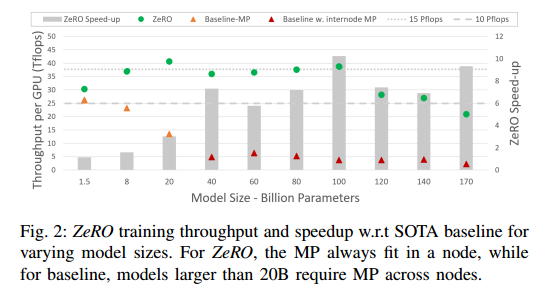 ZeRO Speed-up ZeRO Baseline-MP Baseline w. internode MP 15 Pflops 10 Pflops
Throughput per GPU (Tflops)
50
45
40
35
30
25
20
15
10
5
0
12
10
8
6
4
2
0
ZeRO Speed-up
1.5 8 20 40 60 80 100 120 140 170
Model Size - Billion Parameters
Fig. 2: ZeRO training throughput and speedup w.r.t SOTA baseline for
varying model sizes. For ZeRO, the MP always fit in a node, while
for baseline, models larger than 20B require MP across nodes.